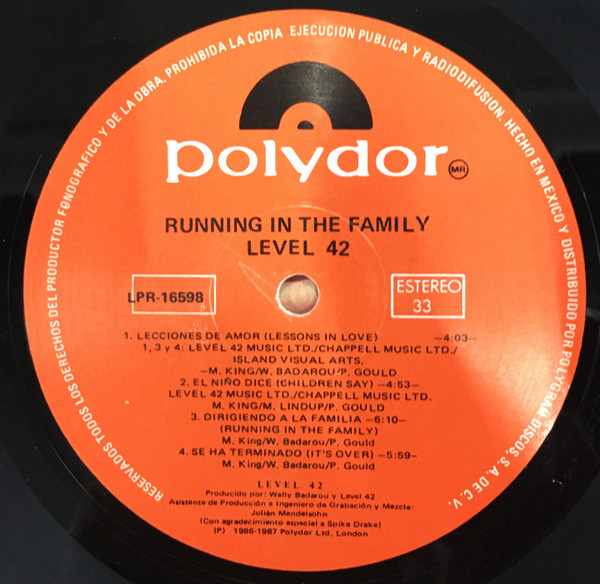 RESERVADOS TODOS LOS DERECHOS DEL PRODUCTOR FONOGRAFICO Y DE LA OBRA. PROHIBIDA LA COPIA EJECUCION PUBLICA Y RADIODIFUSION. HECHO EN MEXICO Y DISTRIBUIDO POR POLYGRAM DISCOS, S. A. DE C. V.
polydor MR
RUNNING IN THE FAMILY
LEVEL 42
LPR-16598
ESTEREO
33
1. LECCIONES DE AMOR (LESSONS IN LOVE) –4:03–
1, 3 y 4: LEVEL 42 MUSIC LTD./CHAPPELL MUSIC LTD./
ISLAND VISUAL ARTS.
–M. KING/W. BADAROU/P. GOULD
2. EL NIÑO DICE (CHILDREN SAY) –4:53–
LEVEL 42 MUSIC LTD./CHAPPELL MUSIC LTD.
M. KING/M. LINDUP/P. GOULD
3. DIRIGIENDO A LA FAMILIA –6:10–
(RUNNING IN THE FAMILY)
M. King/W. Badarou/P. Gould
4. SE HA TERMINADO (IT'S OVER) –5:59–
M. King/W. Badarou/P. Gould
LEVEL 42
Producido por: Wally Badarou y Level 42
Asistente de Producción e Ingeniero de Grabación y Mezcla:
Julián Mendelsohn
(Con agradecimiento especial a Spike Drake)
(P) 1986-1987 Polydor Ltd. London